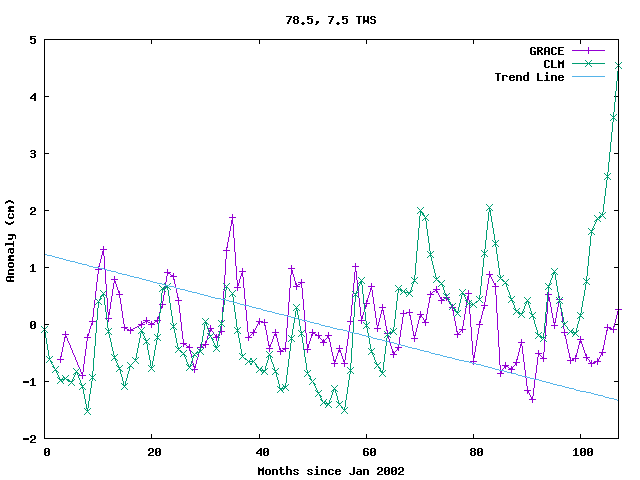 78.5, 7.5 TWS
GRACE
CLM
Trend Line
5
4
3
2
1
0
-1
-2
Anomaly (cm)
0 20 40 60 80 100
Months since Jan 2002